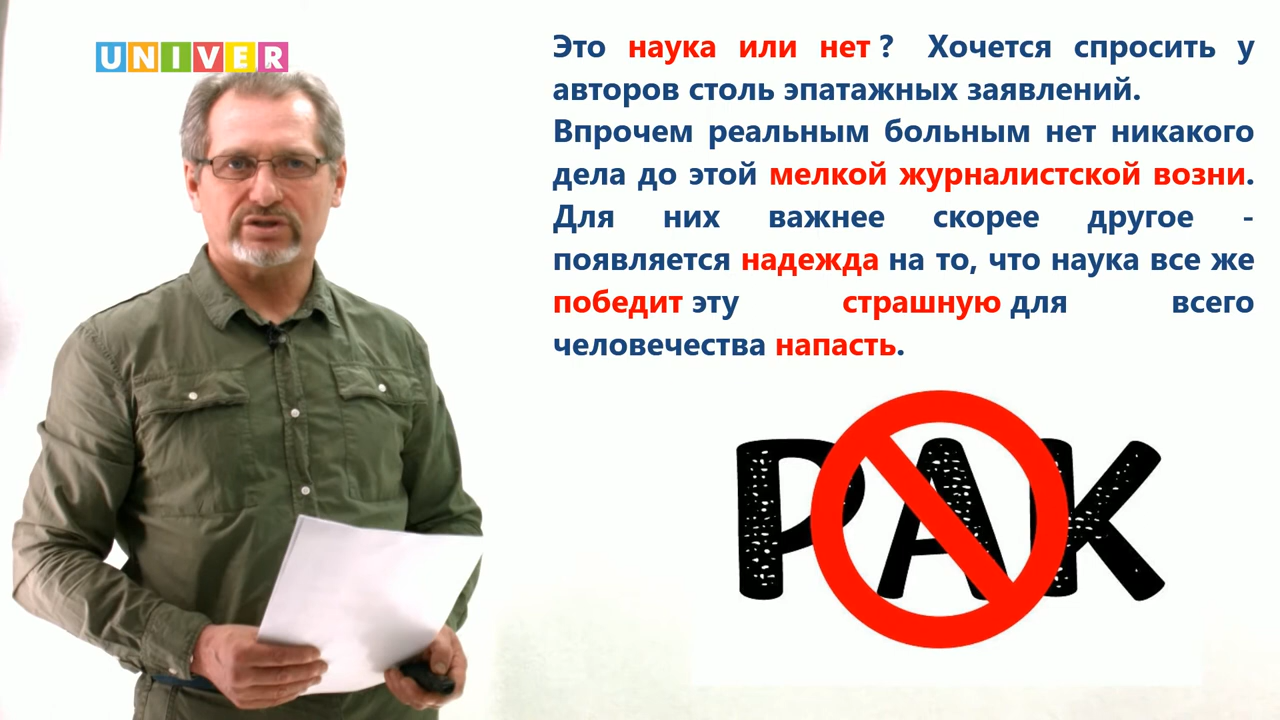 UNIVER
Это наука или нет ? Хочется спросить у
авторов столь эпатажных заявлений.
Впрочем реальным больным нет никакого
дела до этой мелкой журналистской возни.
Для них важнее скорее другое -
появляется надежда на то, что наука все же
победит эту страшную для всего
человечества напасть.
РАК